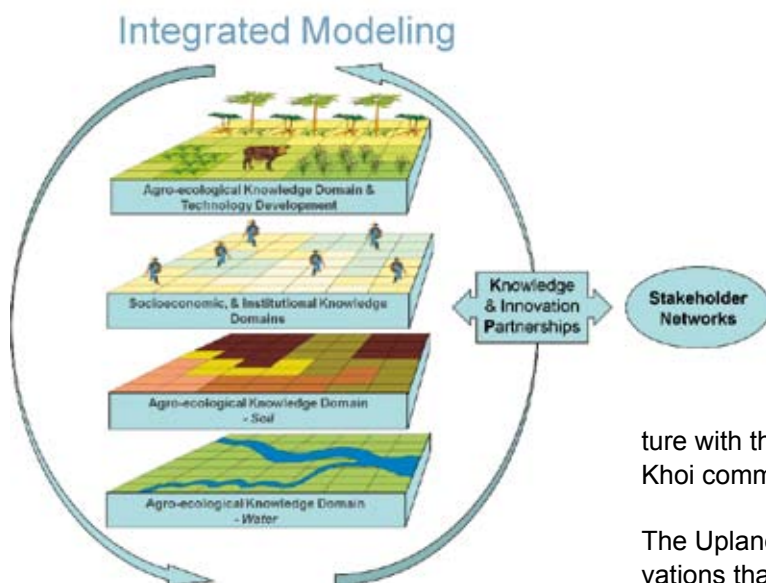 Integrated Modeling
Agro-ecological Knowledge Domain &
Technology Development
Socioeconomic, & Institutional Knowledge
Domains
Agro-ecological Knowledge Domain
- Soil
Agro-ecological Knowledge Domain
- Water
Knowledge
& Innovation
Partnerships
Stakeholder
Networks
ture with th
Khoi comm
The Uplan
vations tha